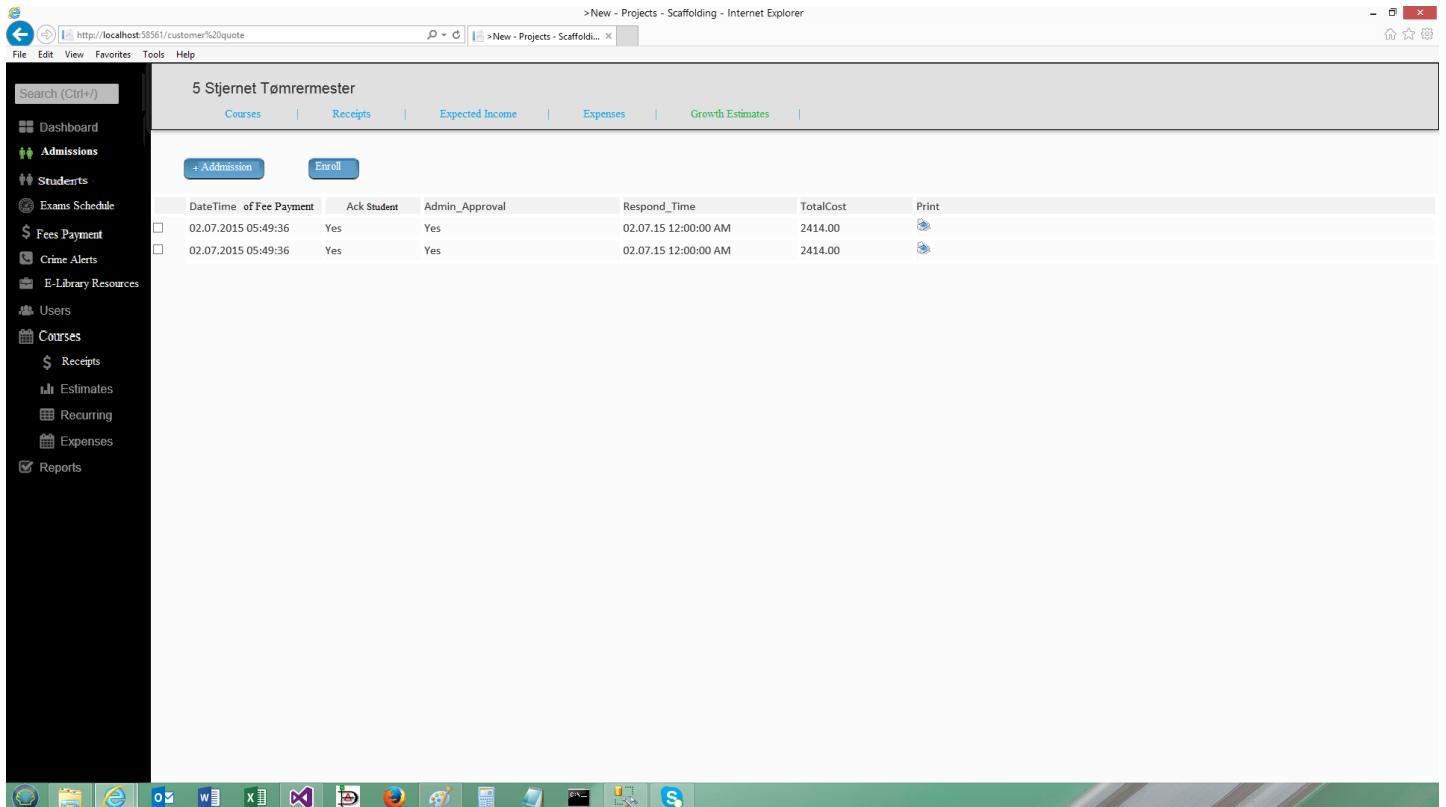 >New - Projects - Scaffolding - Internet Explorer
http://localhost:58561/customer%20quote
>New - Projects - Scaffoldi...
File Edit View Favorites Tools Help
Search (Ctrl+/)
Dashboard
Admissions
Students
Exams Schedule
Fees Payment
Crime Alerts
E-Library Resources
Users
Courses
Receipts
Estimates
Recurring
Expenses
Reports
5 Stjernet Tømrermester
Courses | Receipts | Expected Income | Expenses | Growth Estimates |
+ Addmission Enroll
DateTime of Fee Payment Ack Student Admin_Approval Respond_Time TotalCost Print
02.07.2015 05:49:36 Yes Yes 02.07.15 12:00:00 AM 2414.00
02.07.2015 05:49:36 Yes Yes 02.07.15 12:00:00 AM 2414.00